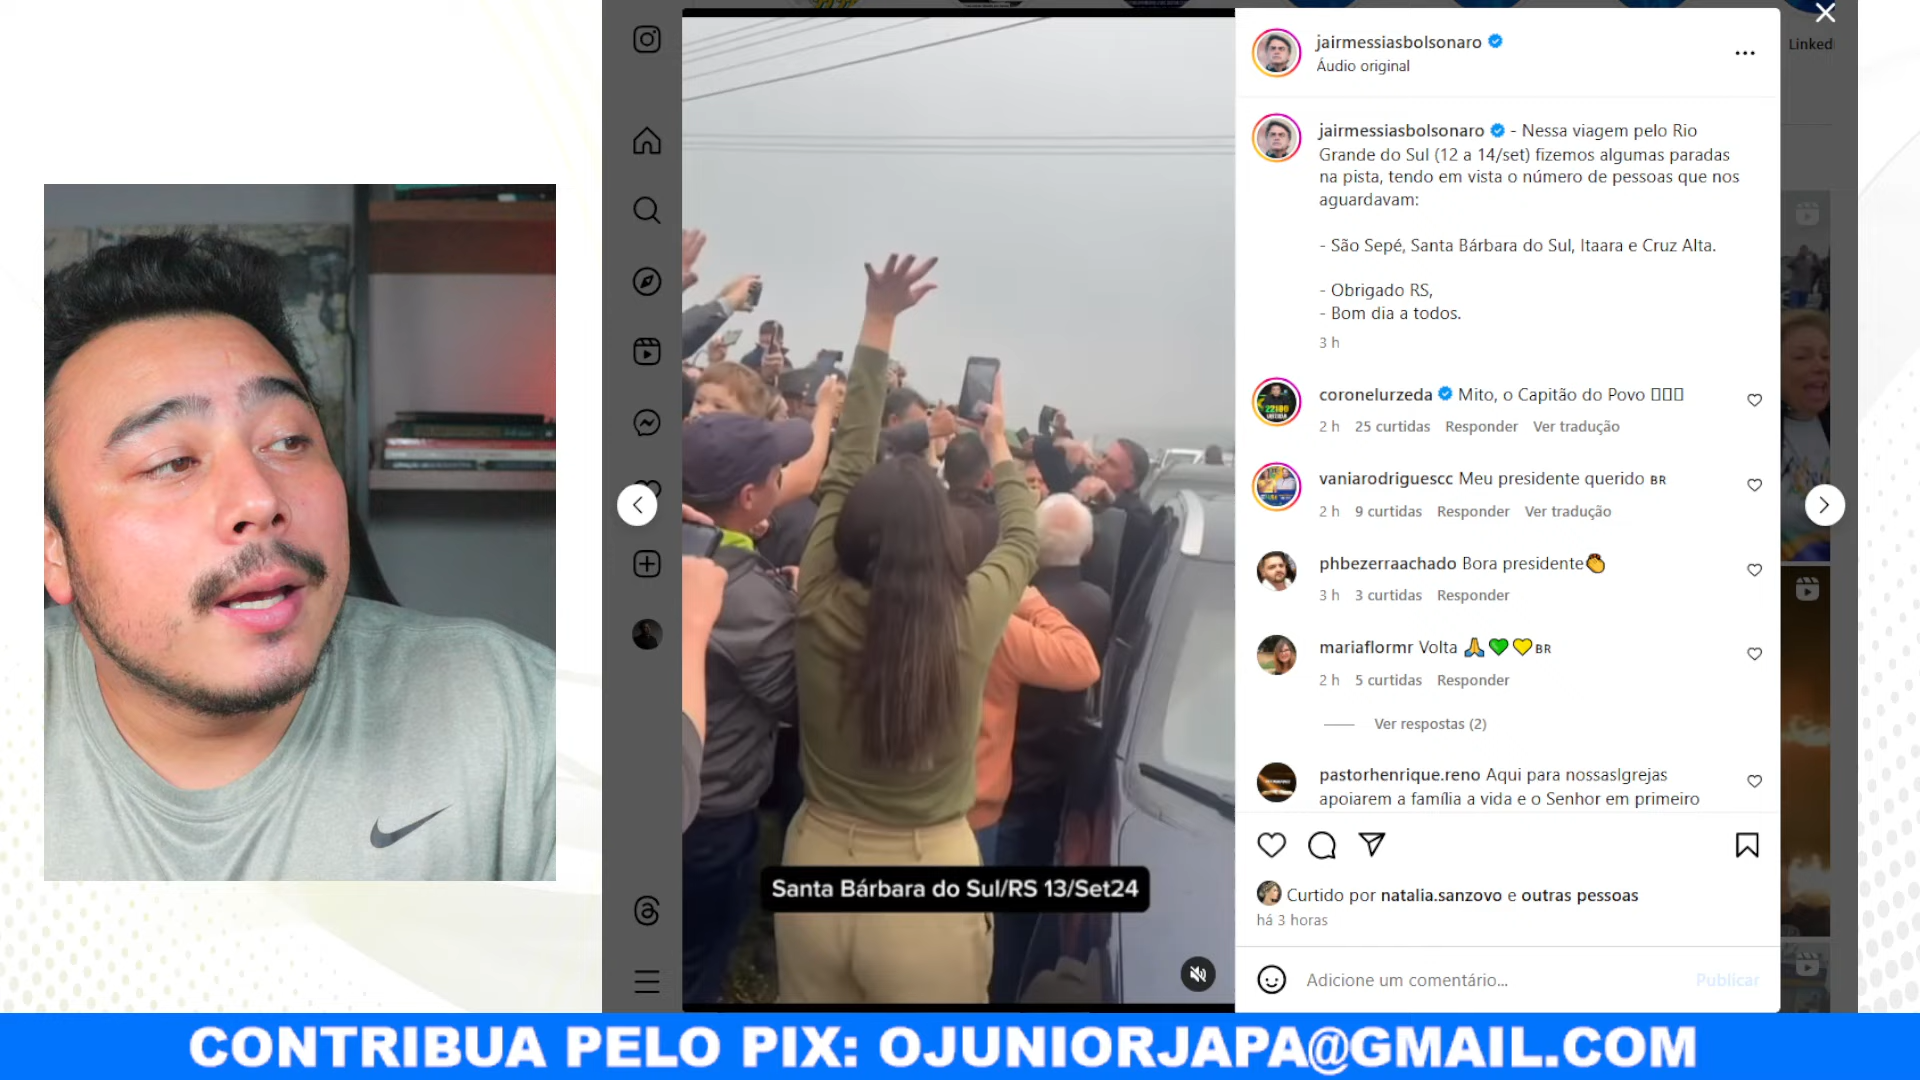 Linked
jairmessiasbolsonaro
Áudio original
jairmessiasbolsonaro - Nessa viagem pelo Rio
Grande do Sul (12 a 14/set) fizemos algumas paradas
na pista, tendo em vista o número de pessoas que nos
aguardavam:
- São Sepé, Santa Bárbara do Sul, Itaara e Cruz Alta.
- Obrigado RS,
- Bom dia a todos.
3 h
coronelurzeda Mito, o Capitão do Povo
2 h 25 curtidas Responder Ver tradução
vaniarodriguescc Meu presidente querido BR
2 h 9 curtidas Responder Ver tradução
phbezerraachado Bora presidente
3 h 3 curtidas Responder
mariaflormr Volta 🙏💚💛 BR
2 h 5 curtidas Responder
Ver respostas (2)
pastorhenrique.reno Aqui para nossasIgrejas
apoiarem a família a vida e o Senhor em primeiro
Curtido por natalia.sanzovo e outras pessoas
há 3 horas
Adicione um comentário...
Publicar
Santa Bárbara do Sul/RS 13/Set24
CONTRIBUA PELO PIX: OJUNIORJAPA@GMAIL.COM